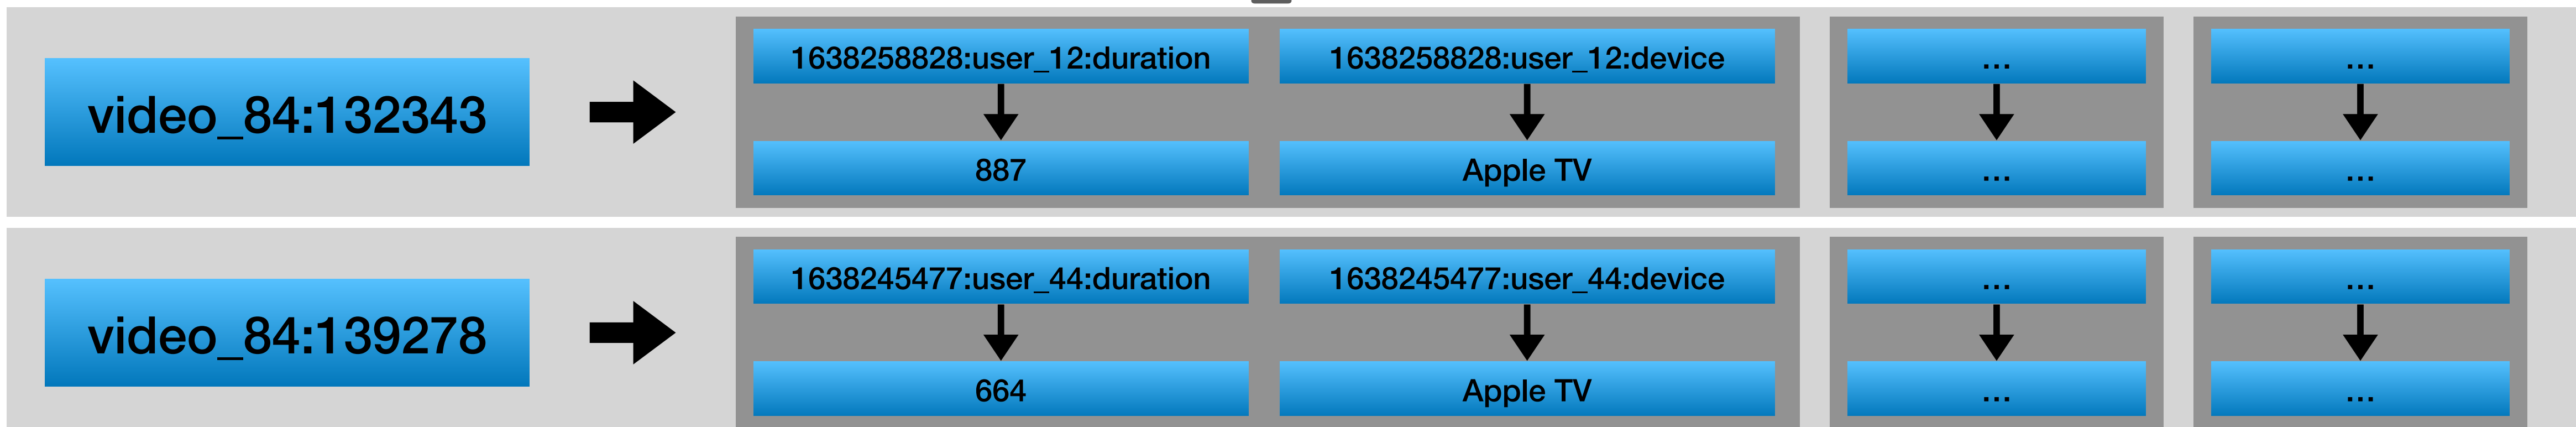 video_84:132343
1638258828:user_12:duration
1638258828:user_12:device
...
...
887
Apple TV
...
...
video_84:139278
1638245477:user_44:duration
1638245477:user_44:device
...
...
664
Apple TV
...
...